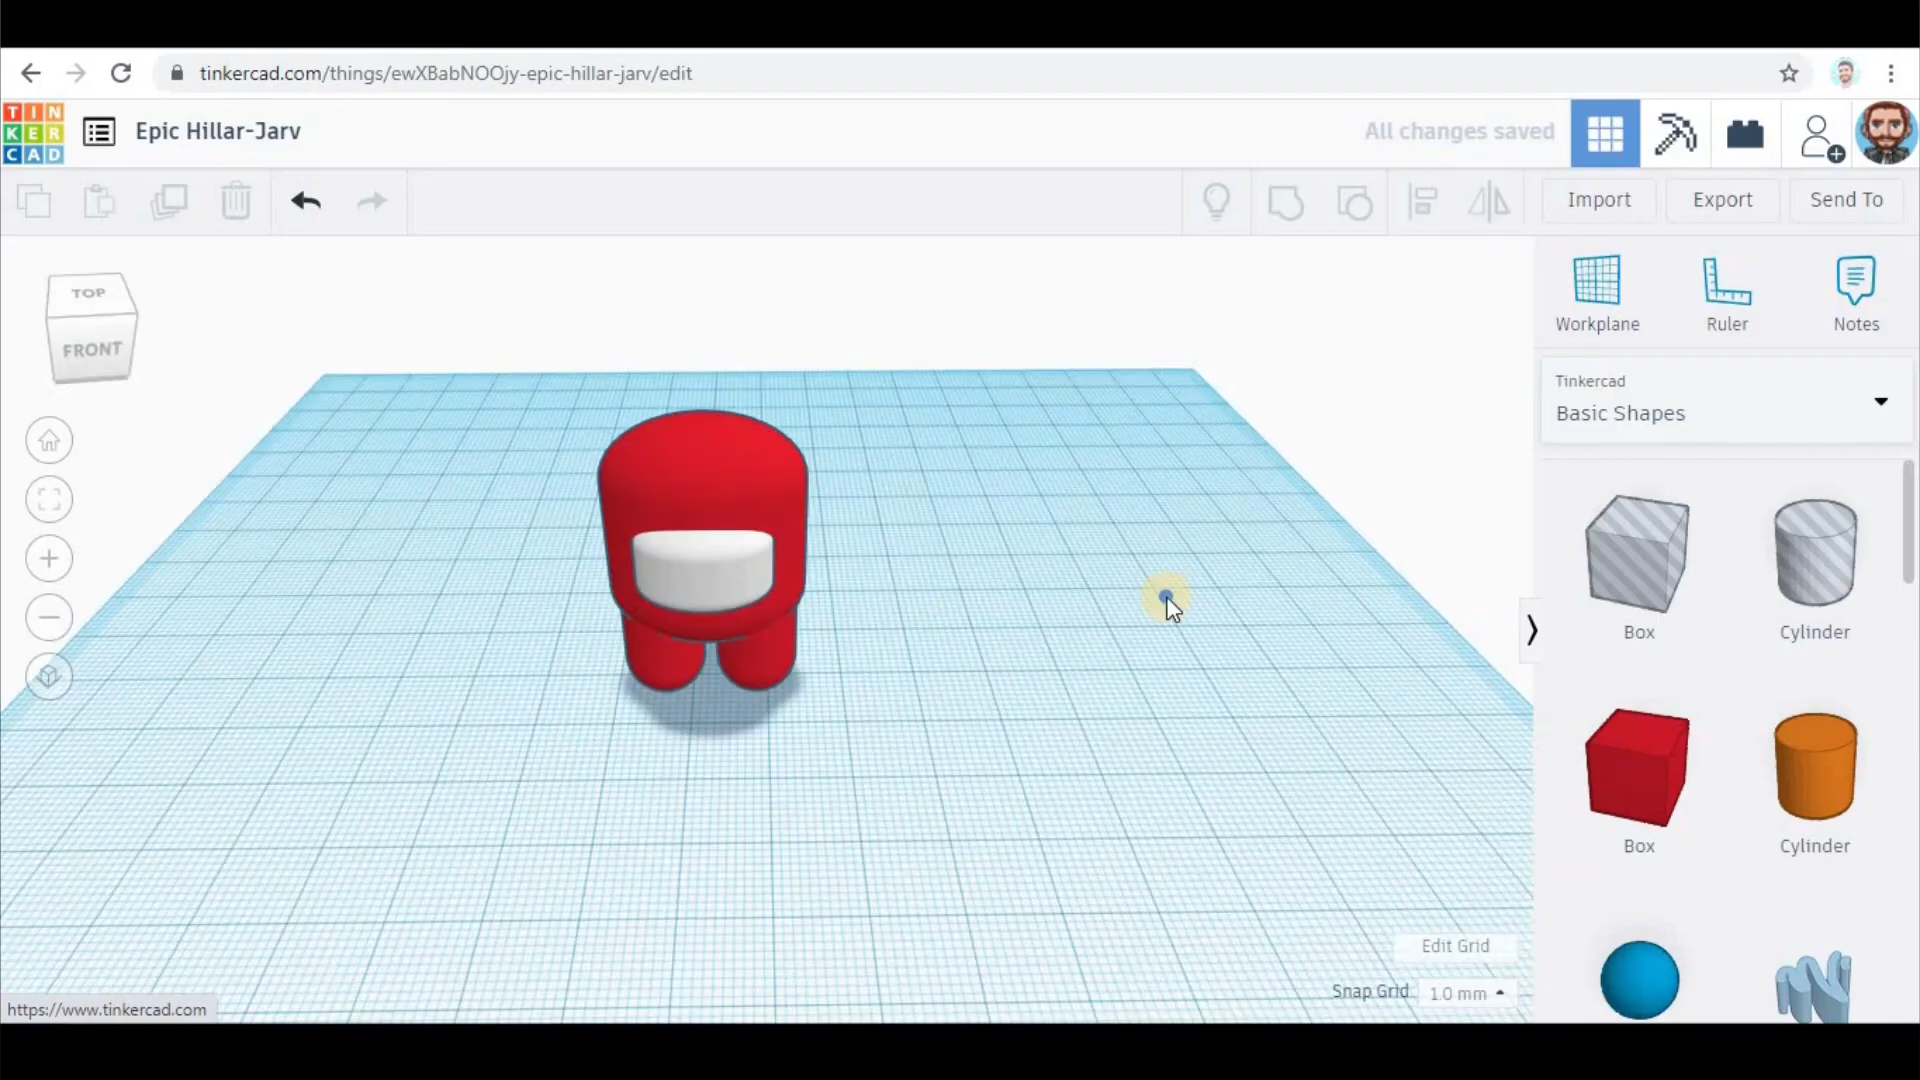 tinkercad.com/things/ewXBabNOOjy-epic-hillar-jarv/edit
TIN
KER
CAD
Epic Hillar-Jarv
All changes saved
Import
Export
Send To
TOP
FRONT
Workplane
Ruler
Notes
Tinkercad
Basic Shapes
Box
Cylinder
Box
Cylinder
Edit Grid
Snap Grid
1.0 mm
https://www.tinkercad.com